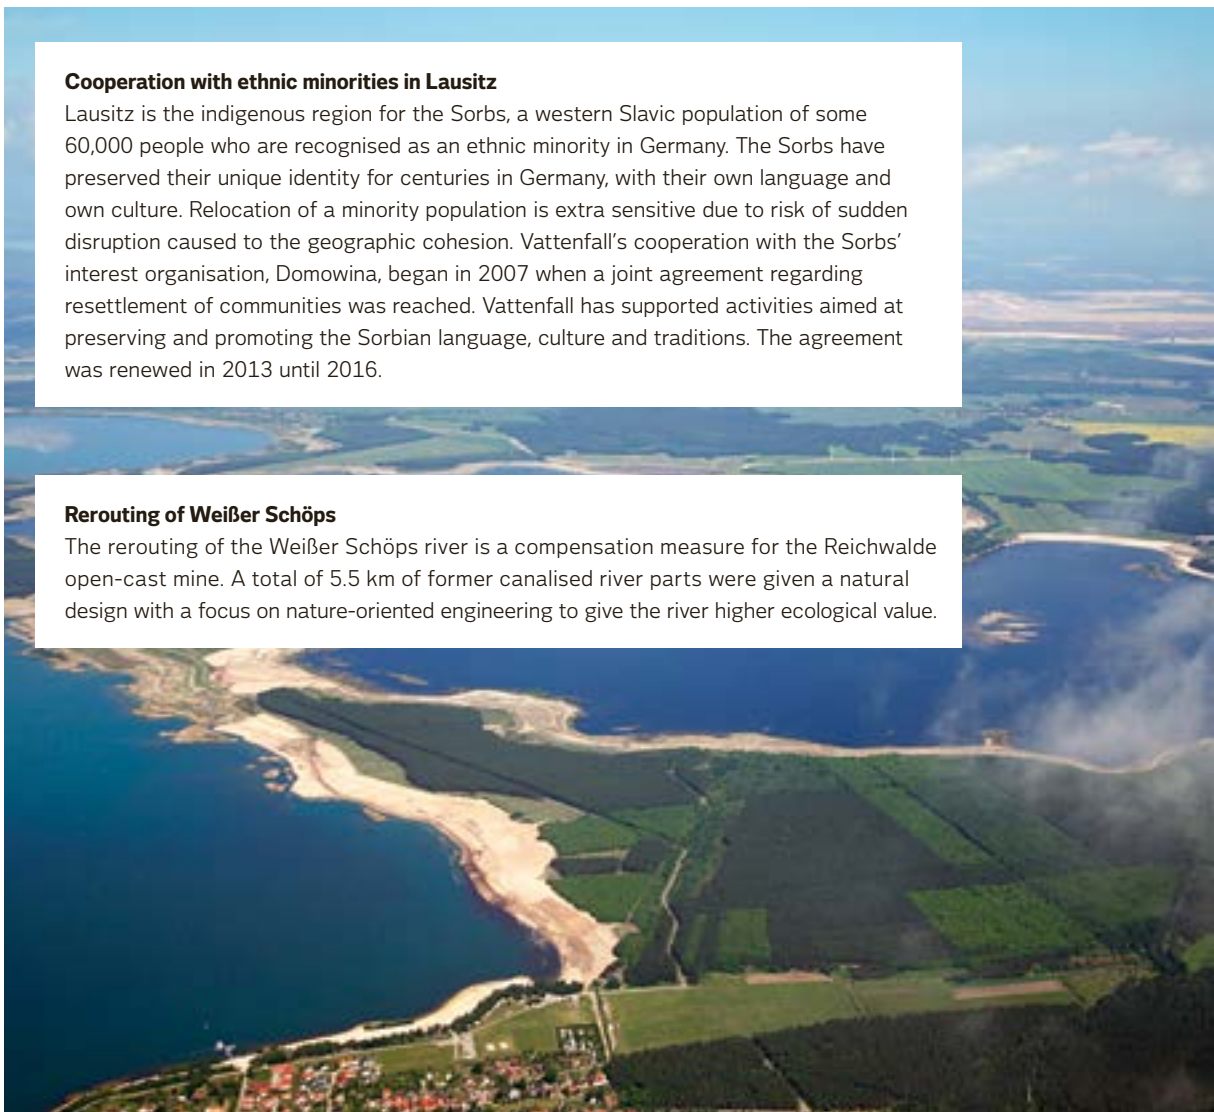 Cooperation with ethnic minorities in Lausitz
Lausitz is the indigenous region for the Sorbs, a western Slavic population of some
60,000 people who are recognised as an ethnic minority in Germany. The Sorbs have
preserved their unique identity for centuries in Germany, with their own language and
own culture. Relocation of a minority population is extra sensitive due to risk of sudden
disruption caused to the geographic cohesion. Vattenfall’s cooperation with the Sorbs’
interest organisation, Domowina, began in 2007 when a joint agreement regarding
resettlement of communities was reached. Vattenfall has supported activities aimed at
preserving and promoting the Sorbian language, culture and traditions. The agreement
was renewed in 2013 until 2016.
Rerouting of Weißer Schöps
The rerouting of the Weißer Schöps river is a compensation measure for the Reichwalde
open-cast mine. A total of 5.5 km of former canalised river parts were given a natural
design with a focus on nature-oriented engineering to give the river higher ecological value.